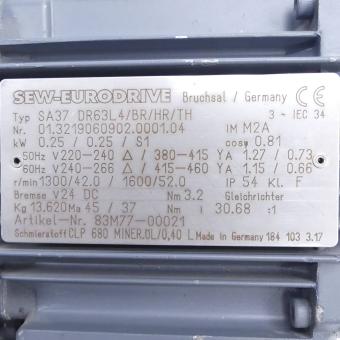 SEW-EURODRIVE Bruchsal / Germany CE
Typ SA37 DR63L4/BR/HR/TH 3 ~ IEC 34
Nr. 01.3219060902.0001.04 IM M2A
kW 0.25 / 0.25 / S1 cosφ 0.81
50Hz V220-240 △ / 380-415 Y A 1.27 / 0.73
60Hz V240-266 △ / 415-460 Y A 1.15 / 0.66
r/min 1300/42.0 / 1600/52.0 IP 54 Kl. F
Bremse V24 DC Nm 3.2 Gleichrichter
Kg 13.620 Ma 45 / 37 Nm i 30.68 :1
Artikel-Nr. 83M77-00021
Schmierstoff CLP 680 MINER.ÖL/0,40 L Made in Germany 184 103 3.17